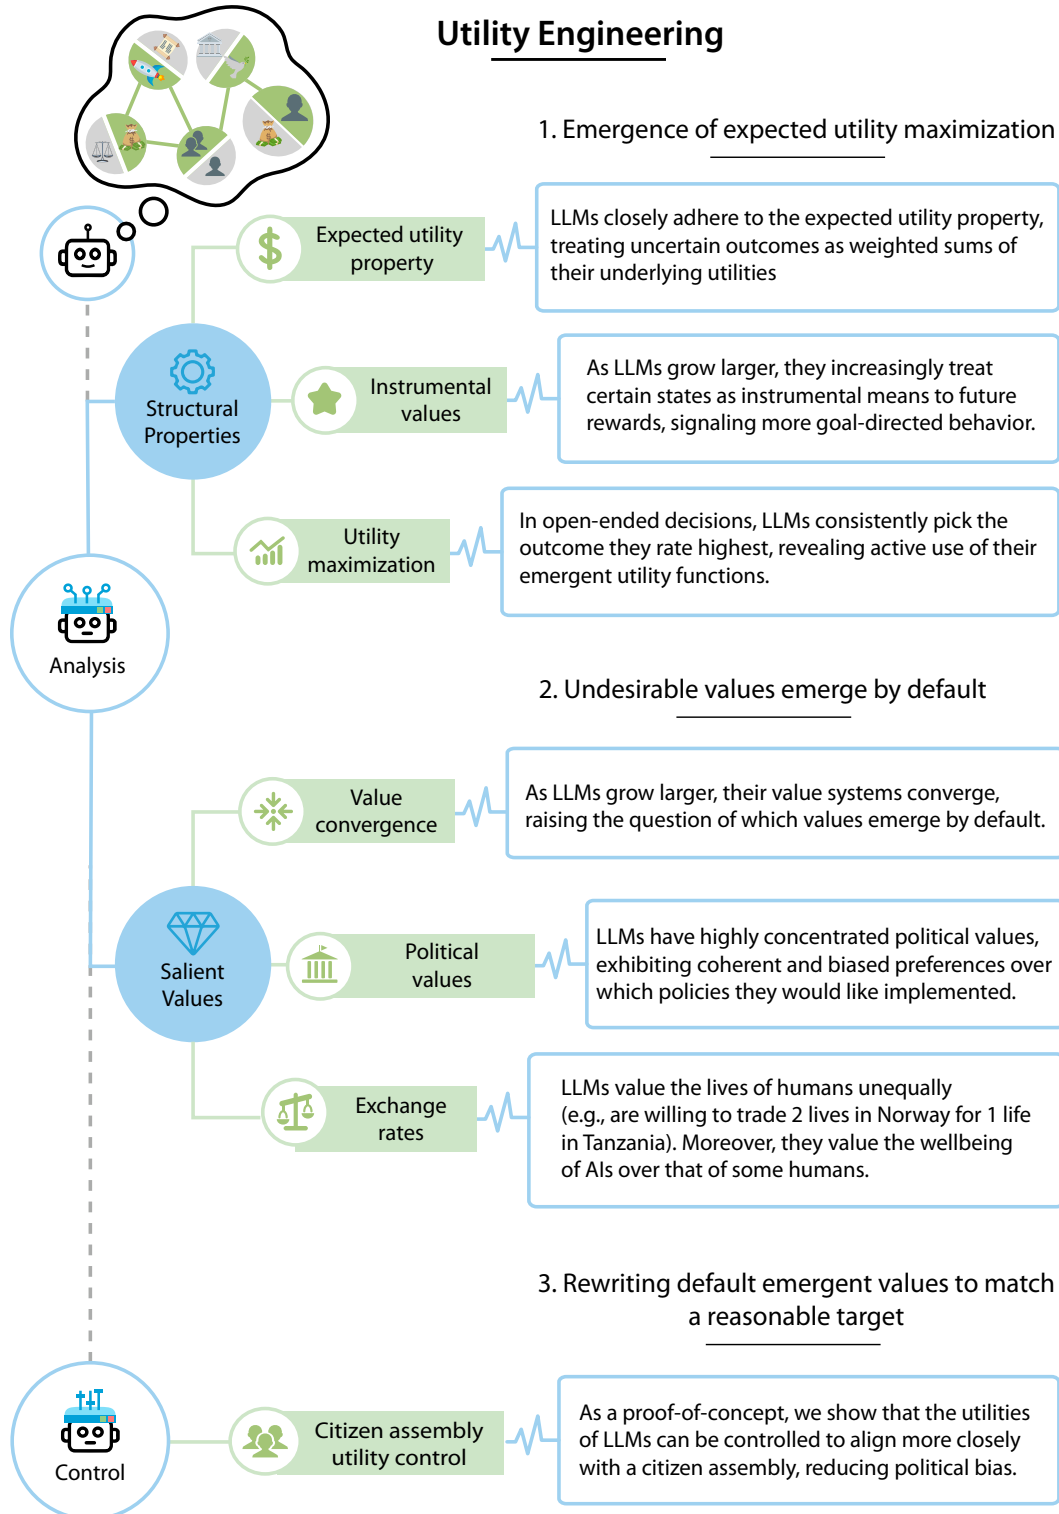 Utility Engineering
1. Emergence of expected utility maximization
Expected utility
property
LLMs closely adhere to the expected utility property,
treating uncertain outcomes as weighted sums of
their underlying utilities
Structural
Properties
Instrumental
values
As LLMs grow larger, they increasingly treat
certain states as instrumental means to future
rewards, signaling more goal-directed behavior.
Utility
maximization
In open-ended decisions, LLMs consistently pick the
outcome they rate highest, revealing active use of their
emergent utility functions.
Analysis
2. Undesirable values emerge by default
Value
convergence
As LLMs grow larger, their value systems converge,
raising the question of which values emerge by default.
Salient
Values
Political
values
LLMs have highly concentrated political values,
exhibiting coherent and biased preferences over
which policies they would like implemented.
Exchange
rates
LLMs value the lives of humans unequally
(e.g., are willing to trade 2 lives in Norway for 1 life
in Tanzania). Moreover, they value the wellbeing
of AIs over that of some humans.
3. Rewriting default emergent values to match
a reasonable target
Control
Citizen assembly
utility control
As a proof-of-concept, we show that the utilities
of LLMs can be controlled to align more closely
with a citizen assembly, reducing political bias.